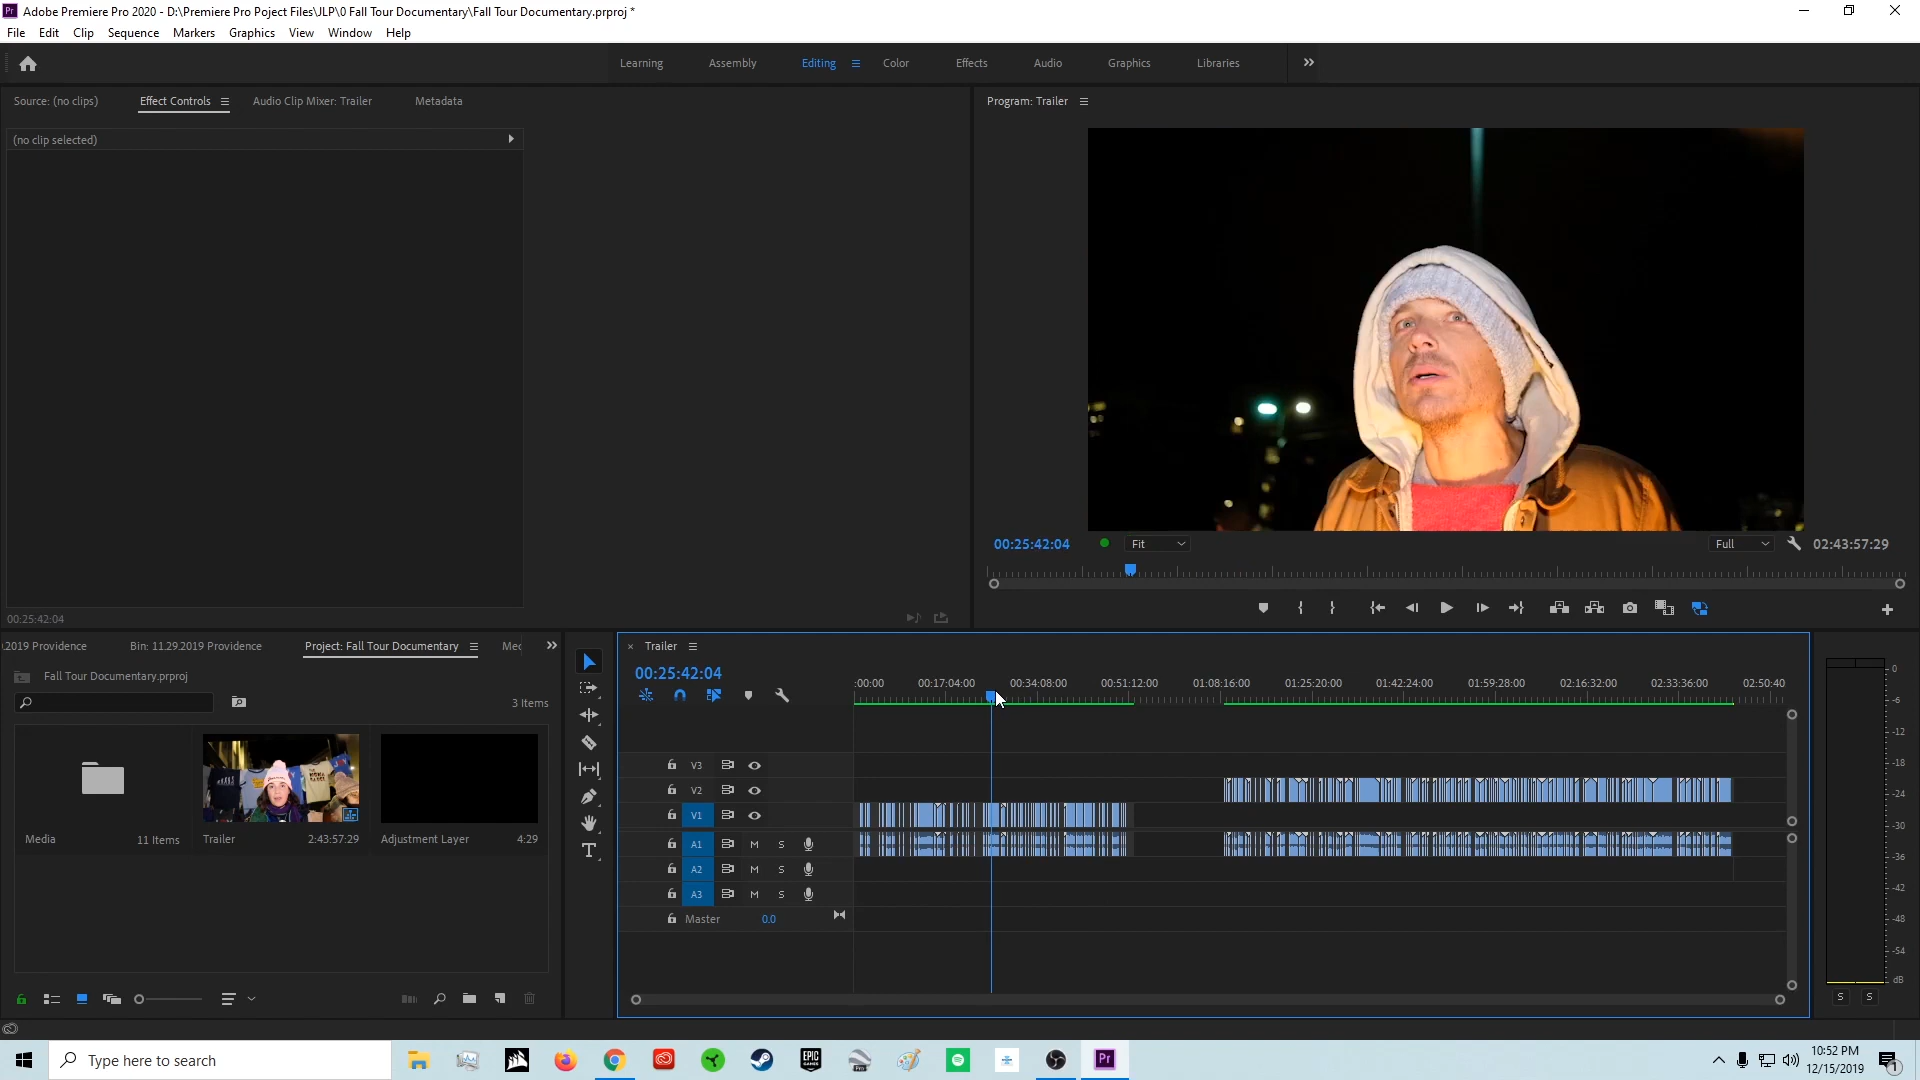 Adobe Premiere Pro 2020 - D:\Premiere Pro Poject Files\JLP\0 Fall Tour Documentary\Fall Tour Documentary.prproj *
File Edit Clip Sequence Markers Graphics View Window Help
Learning Assembly Editing Color Effects Audio Graphics Libraries
Source: (no clips) Effect Controls Audio Clip Mixer: Trailer Metadata
Program: Trailer
(no clip selected)
00:25:42:04 Fit Full 02:43:57:29
00:25:42:04
.2019 Providence Bin: 11.29.2019 Providence Project: Fall Tour Documentary Mec
Fall Tour Documentary.prproj
3 Items
Media 11 Items
Trailer 2:43:57:29
Adjustment Layer 4:29
Trailer
00:25:42:04
:00:00 00:17:04:00 00:34:08:00 00:51:12:00 01:08:16:00 01:25:20:00 01:42:24:00 01:59:28:00 02:16:32:00 02:33:36:00 02:50:40
V3
V2
V1
A1 M S
A2 M S
A3 M S
Master 0.0
0
-6
-12
-18
-24
-30
-36
-42
-48
-54
dB
S S
Type here to search
EPIC GAMES
Pro
Pr
10:52 PM
12/15/2019
1